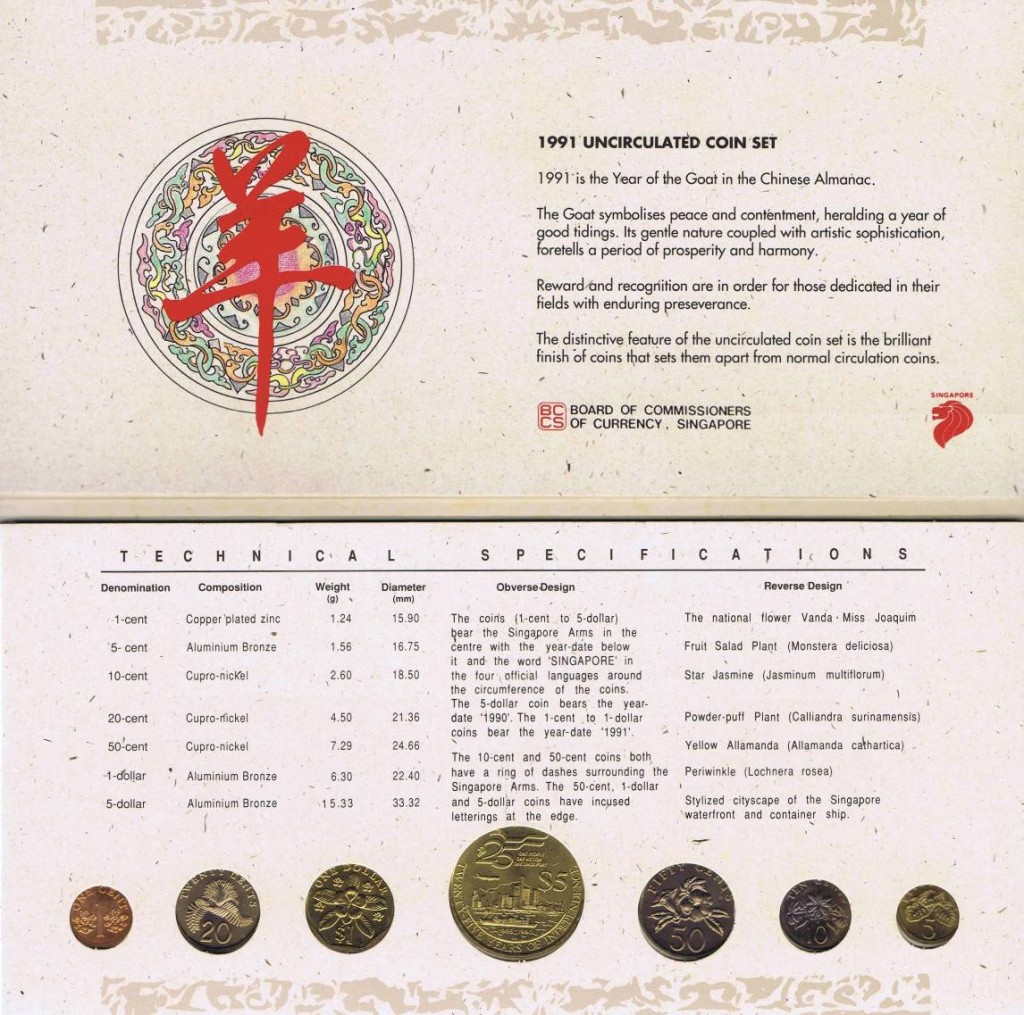 羊
1991 UNCIRCULATED COIN SET
1991 is the Year of the Goat in the Chinese Almanac.
The Goat symbolises peace and contentment, heralding a year of
good tidings. Its gentle nature coupled with artistic sophistication,
foretells a period of prosperity and harmony.
Reward and recognition are in order for those dedicated in their
fields with enduring preseverance.
The distinctive feature of the uncirculated coin set is the brilliant
finish of coins that sets them apart from normal circulation coins.
BC
CS
BOARD OF COMMISSIONERS
OF CURRENCY, SINGAPORE
SINGAPORE
TECHNICAL SPECIFICATIONS
Denomination Composition Weight (g) Diameter (mm) Obverse Design Reverse Design
1-cent Copper plated zinc 1.24 15.90
5-cent Aluminium Bronze 1.56 16.75
10-cent Cupro-nickel 2.60 18.50
20-cent Cupro-nickel 4.50 21.36
50-cent Cupro-nickel 7.29 24.66
1-dollar Aluminium Bronze 6.30 22.40
5-dollar Aluminium Bronze 15.33 33.32
The coins (1-cent to 5-dollar)
bear the Singapore Arms in the
centre with the year-date below
it and the word 'SINGAPORE' in
the four official languages around
the circumference of the coins.
The 5-dollar coin bears the year-
date '1990'. The 1-cent to 1-dollar
coins bear the year-date '1991'.
The 10-cent and 50-cent coins both
have a ring of dashes surrounding the
Singapore Arms. The 50-cent, 1-dollar
and 5-dollar coins have incused
letterings at the edge.
The national flower Vanda Miss Joaquim
Fruit Salad Plant (Monstera deliciosa)
Star Jasmine (Jasminum multiflorum)
Powder-puff Plant (Calliandra surinamensis)
Yellow Allamanda (Allamanda cathartica)
Periwinkle (Lochnera rosea)
Stylized cityscape of the Singapore
waterfront and container ship.
ONE CENT
1
TWENTY CENTS
20
ONE DOLLAR
25
ONE PEOPLE
ONE NATION
ONE SINGAPORE
$5
TWENTY-FIVE YEARS OF INDEPENDENCE
FIFTY CENTS
50
TEN CENTS
10
5